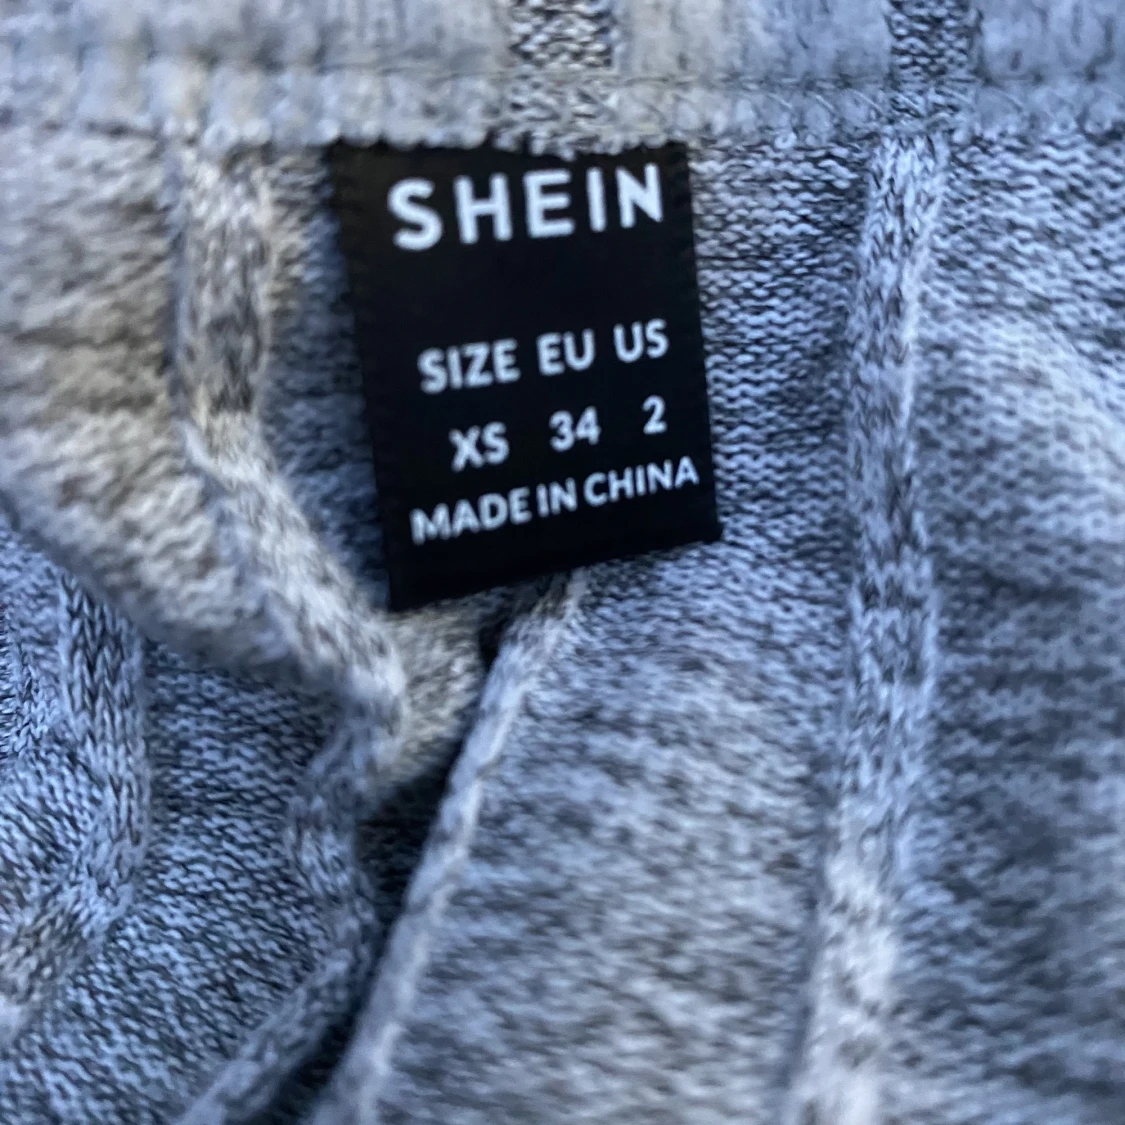 SHEIN
SIZE EU US
XS 34 2
MADE IN CHINA